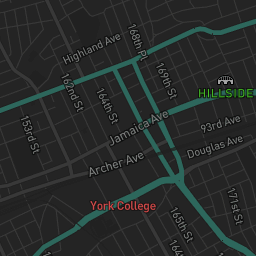 168th Pl
Highland Ave
169th St
162nd St
164th St
HILLSIDE
153rd St
Jamaica Ave
93rd Ave
Douglas Ave
Archer Ave
York College
171st St
165th St
164